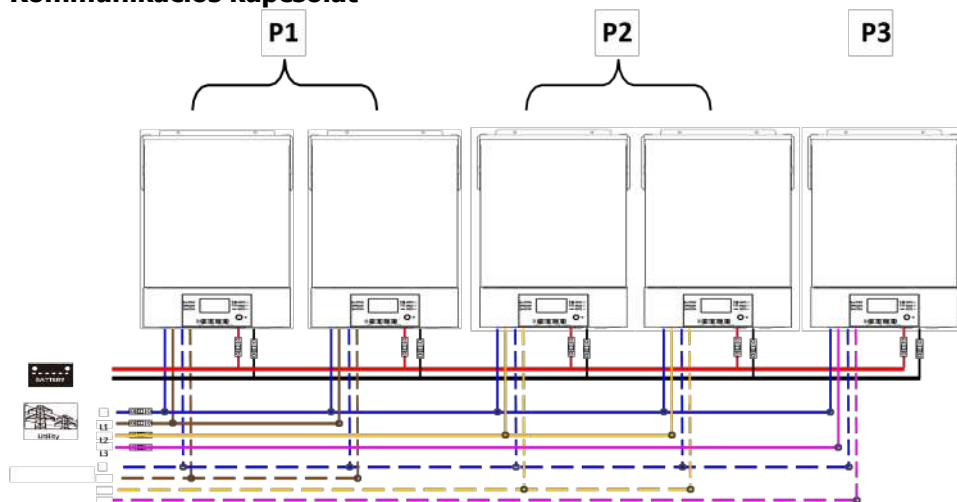 Kommunikációs kapcsolat
P1
P2
P3
BATTERY
Utility
L1
L2
L3